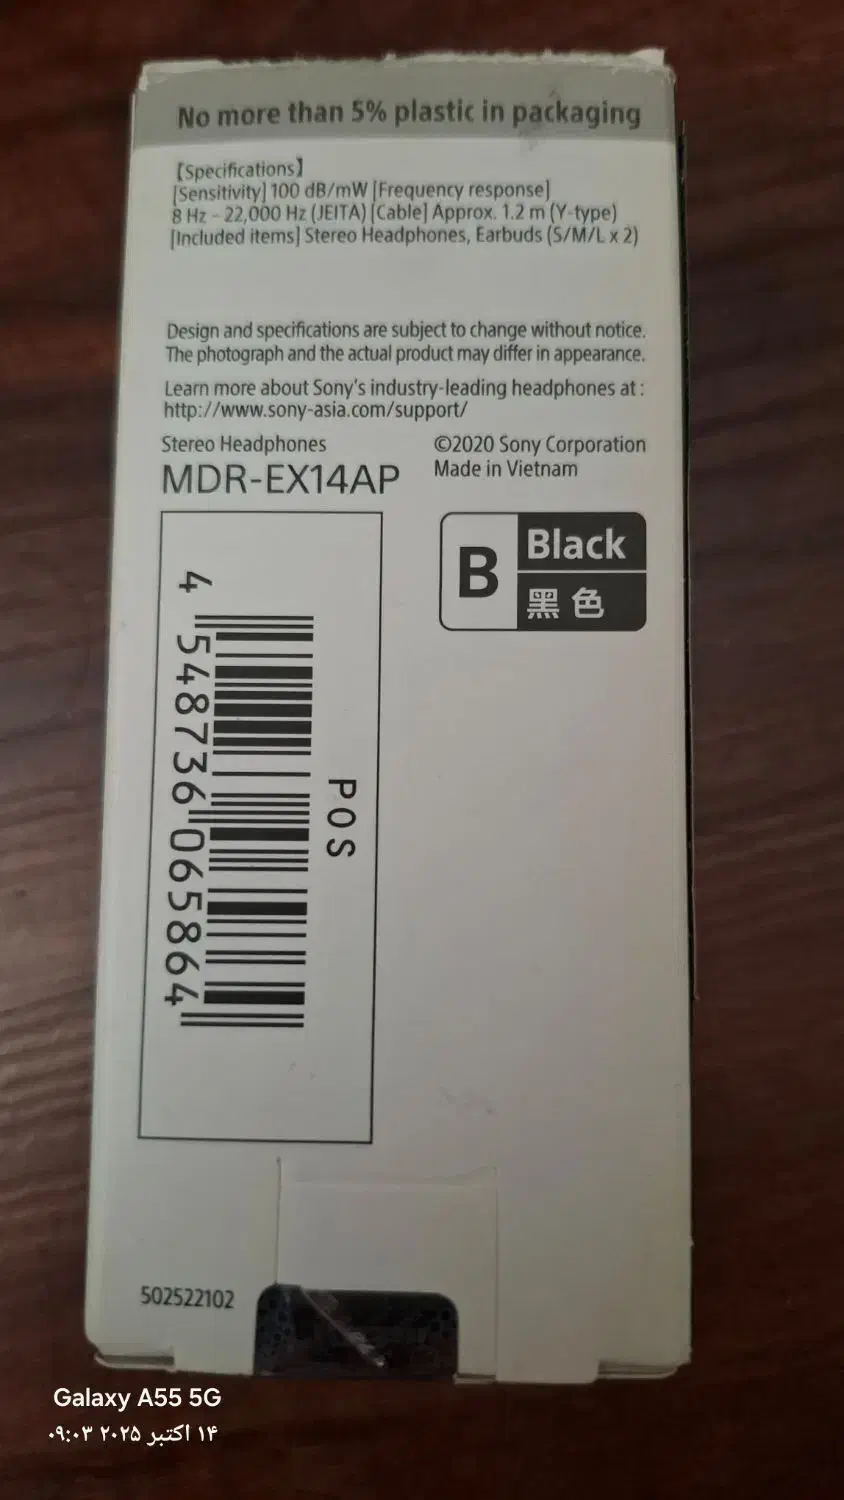 No more than 5% plastic in packaging
【Specifications】
[Sensitivity] 100 dB/mW [Frequency response]
8 Hz – 22,000 Hz (JEITA) [Cable] Approx. 1.2 m (Y-type)
[Included items] Stereo Headphones, Earbuds (S/M/L x 2)
Design and specifications are subject to change without notice.
The photograph and the actual product may differ in appearance.
Learn more about Sony's industry-leading headphones at :
http://www.sony-asia.com/support/
Stereo Headphones
MDR-EX14AP
©2020 Sony Corporation
Made in Vietnam
B
Black
黑色
4 548736 065864
POS
502522102
Galaxy A55 5G
۱۴ اکتبر ۲۰۲۵ ۰۹:۰۳